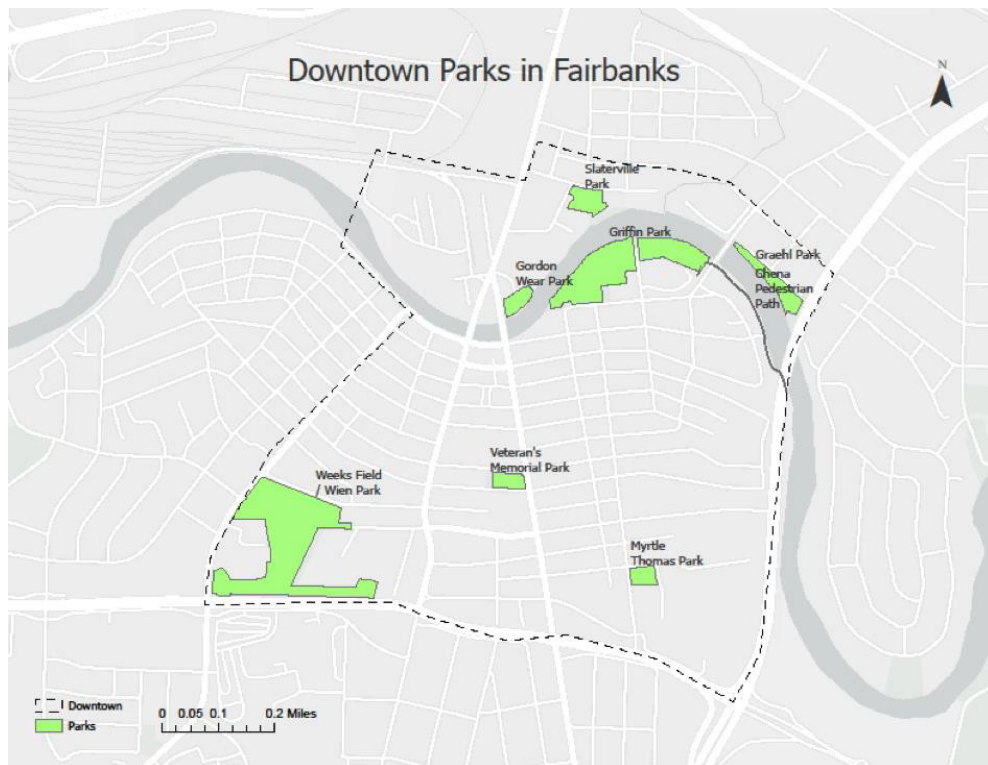 Downtown Parks in Fairbanks
N
Slaterville
Park
Griffin Park
Graehl Park
Ghena
Pedestrian
Path
Gordon
Wear Park
Veteran's
Memorial Park
Weeks Field
/ Wien Park
Myrtle
Thomas Park
Downtown
Parks
0 0.05 0.1 0.2 Miles